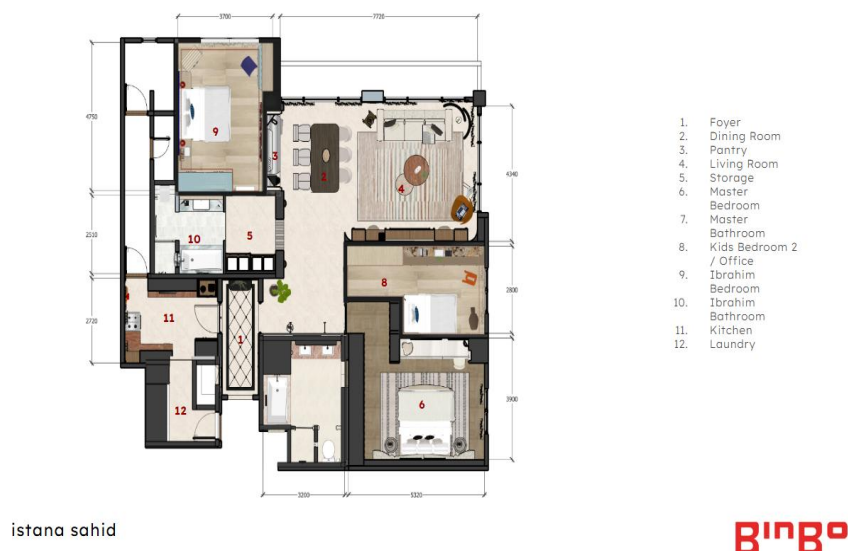 3700
7726
4750
2510
2720
4340
2800
3900
3200
5320
9
3
2
4
10
5
8
11
1
12
6
1. Foyer
2. Dining Room
3. Pantry
4. Living Room
5. Storage
6. Master
Bedroom
7. Master
Bathroom
8. Kids Bedroom 2
/ Office
9. Ibrahim
Bedroom
10. Ibrahim
Bathroom
11. Kitchen
12. Laundry
istana sahid
BinBo